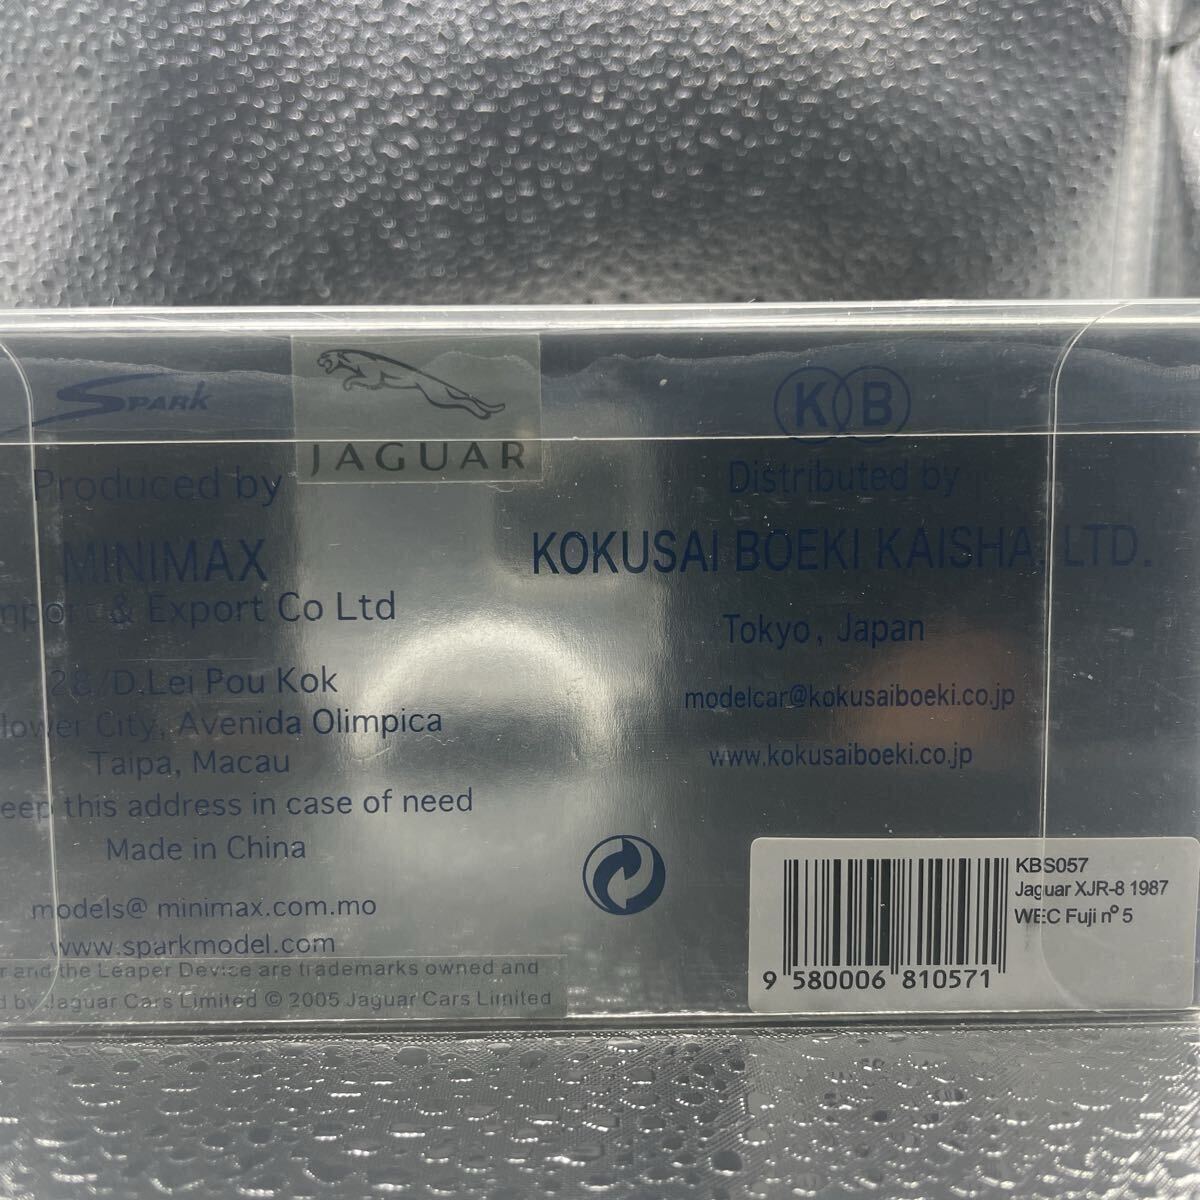 SPARK
Produced by
MINIMAX
& Export Co Ltd
28/D.Lei Pou Kok
City, Avenida Olimpica
Taipa, Macau
this address in case of need
Made in China
models@ minimax.com.mo
www.sparkmodel.com
JAGUAR
and the Leaper Device are trademarks owned and
by Jaguar Cars Limited © 2005 Jaguar Cars Limited
KB
Distributed by
KOKUSAI BOEKI KAISHA, LTD.
Tokyo, Japan
modelcar@kokusaiboeki.co.jp
www.kokusaiboeki.co.jp
KBS057
Jaguar XJR-8 1987
WEC Fuji nº 5
9 580006 810571